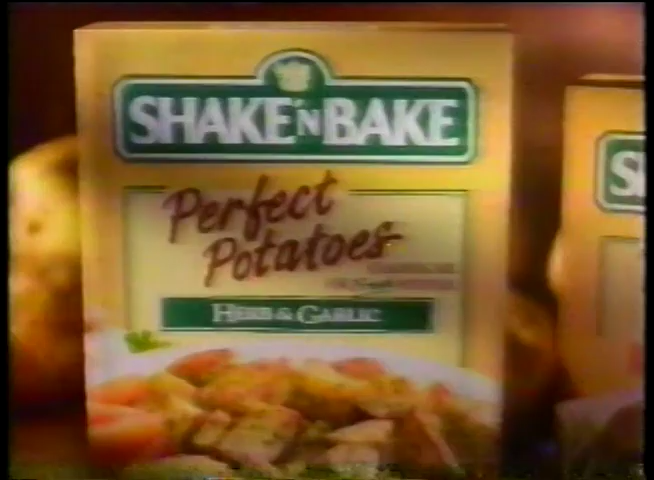 SHAKE 'N BAKE
Perfect
Potatoes
HERB & GARLIC
S